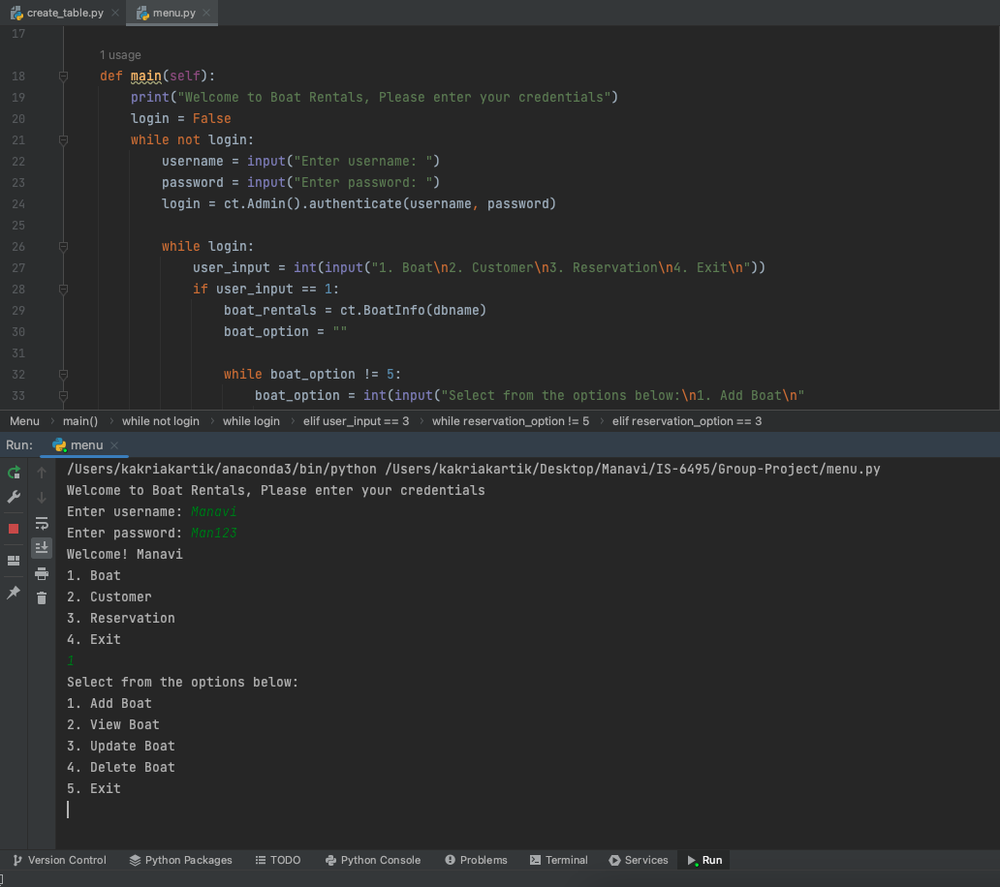 create_table.py
menu.py
17
1 usage
18 def main(self):
19 print("Welcome to Boat Rentals, Please enter your credentials")
20 login = False
21 while not login:
22 username = input("Enter username: ")
23 password = input("Enter password: ")
24 login = ct.Admin().authenticate(username, password)
25
26 while login:
27 user_input = int(input("1. Boat\n2. Customer\n3. Reservation\n4. Exit\n"))
28 if user_input == 1:
29 boat_rentals = ct.BoatInfo(dbname)
30 boat_option = ""
31
32 while boat_option != 5:
33 boat_option = int(input("Select from the options below:\n1. Add Boat\n"
Menu › main() › while not login › while login › elif user_input == 3 › while reservation_option != 5 › elif reservation_option == 3
Run: menu
/Users/kakriakartik/anaconda3/bin/python /Users/kakriakartik/Desktop/Manavi/IS-6495/Group-Project/menu.py
Welcome to Boat Rentals, Please enter your credentials
Enter username: Manavi
Enter password: Man123
Welcome! Manavi
1. Boat
2. Customer
3. Reservation
4. Exit
1
Select from the options below:
1. Add Boat
2. View Boat
3. Update Boat
4. Delete Boat
5. Exit
Version Control Python Packages TODO Python Console Problems Terminal Services Run